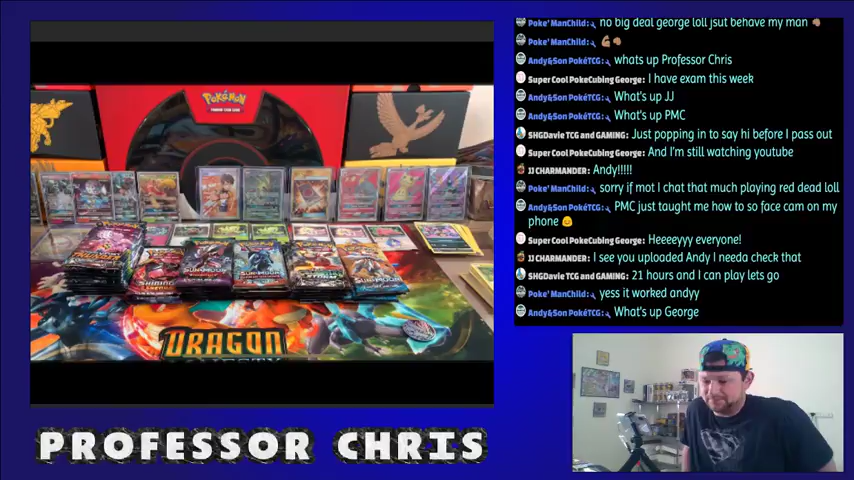 Poke' ManChild: no big deal george loll jsut behave my man
Poke' ManChild:
Andy&Son PokéTCG: whats up Professor Chris
Super Cool PokeCubing George: I have exam this week
Andy&Son PokéTCG: What's up JJ
Andy&Son PokéTCG: What's up PMC
SHGDavie TCG and GAMING: Just popping in to say hi before I pass out
Super Cool PokeCubing George: And I'm still watching youtube
JJ CHARMANDER: Andy!!!!!
Poke' ManChild: sorry if mot I chat that much playing red dead loll
Andy&Son PokéTCG: PMC just taught me how to so face cam on my
phone
Super Cool PokeCubing George: Heeeeyyy everyone!
JJ CHARMANDER: I see you uploaded Andy I needa check that
SHGDavie TCG and GAMING: 21 hours and I can play lets go
Poke' ManChild: yess it worked andyy
Andy&Son PokéTCG: What's up George
POKéMON
DRAGON
MAJESTY
PROFESSOR CHRIS